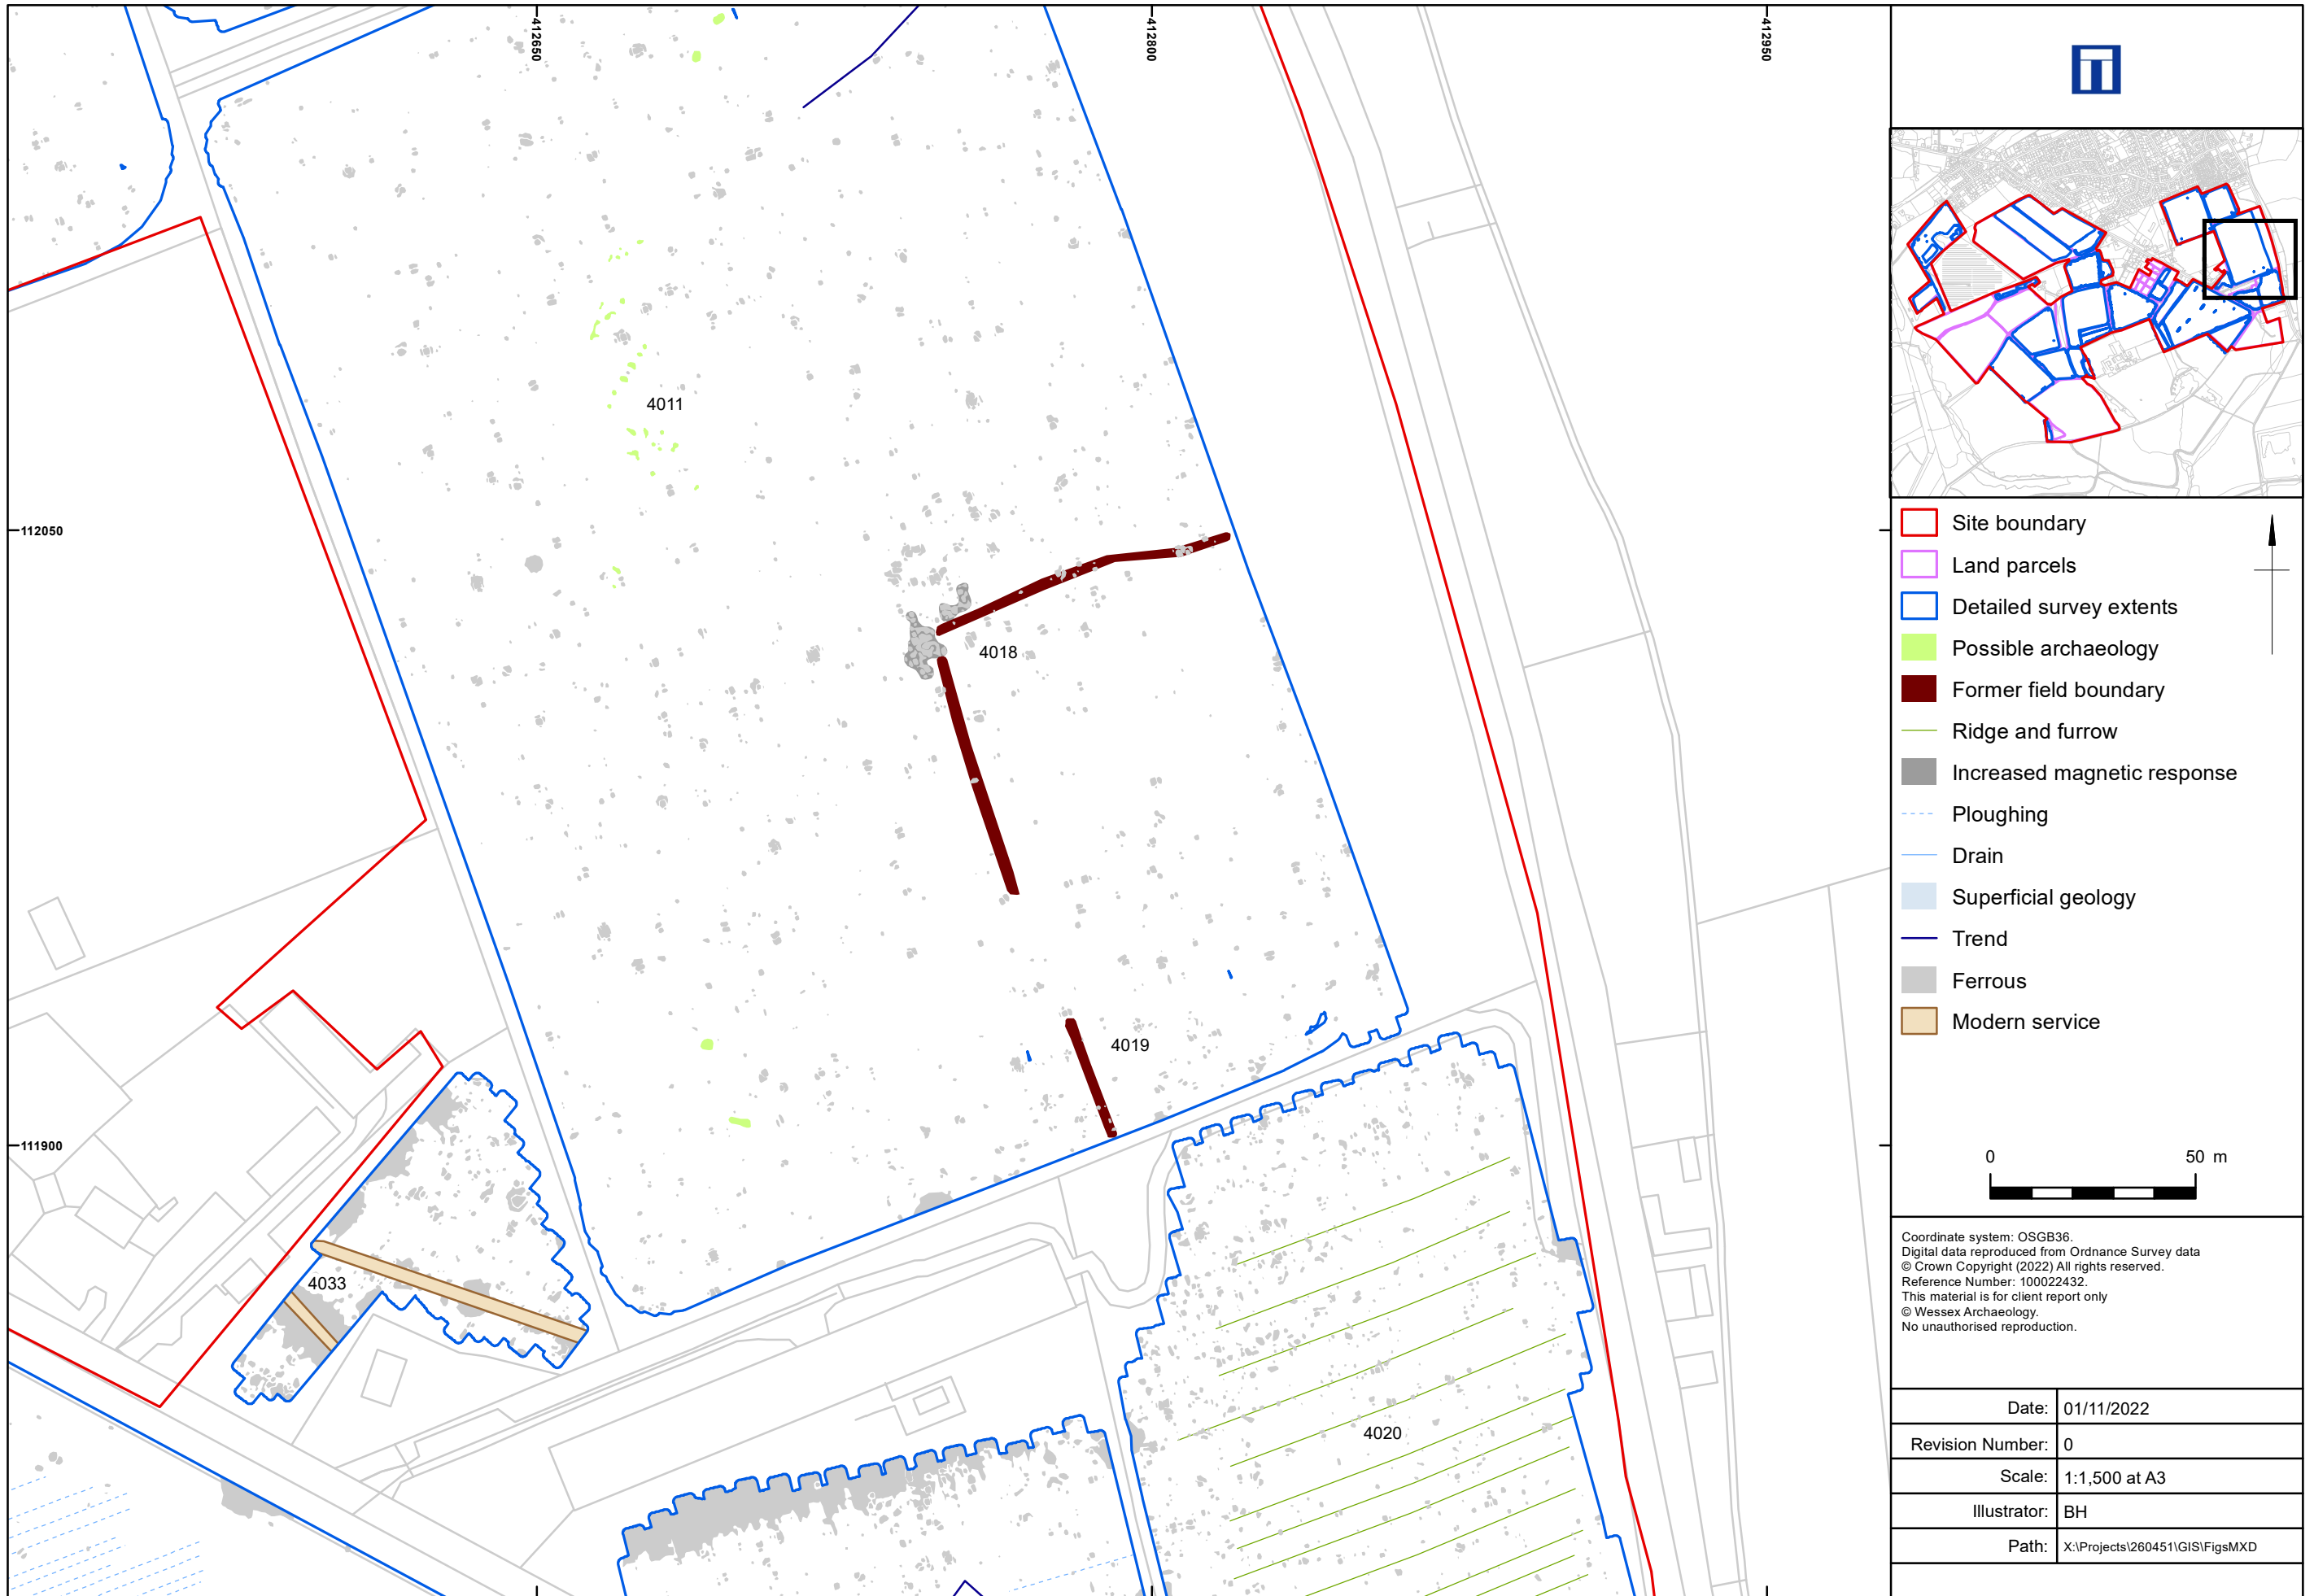 412650
412800
412950
4011
112050
4018
4019
111900
4033
4020
Site boundary
Land parcels
Detailed survey extents
Possible archaeology
Former field boundary
Ridge and furrow
Increased magnetic response
Ploughing
Drain
Superficial geology
Trend
Ferrous
Modern service
0 50 m
Coordinate system: OSGB36.
Digital data reproduced from Ordnance Survey data
© Crown Copyright (2022) All rights reserved.
Reference Number: 100022432.
This material is for client report only
© Wessex Archaeology.
No unauthorised reproduction.
Date: 01/11/2022
Revision Number: 0
Scale: 1:1,500 at A3
Illustrator: BH
Path: X:\Projects\260451\GIS\FigsMXD